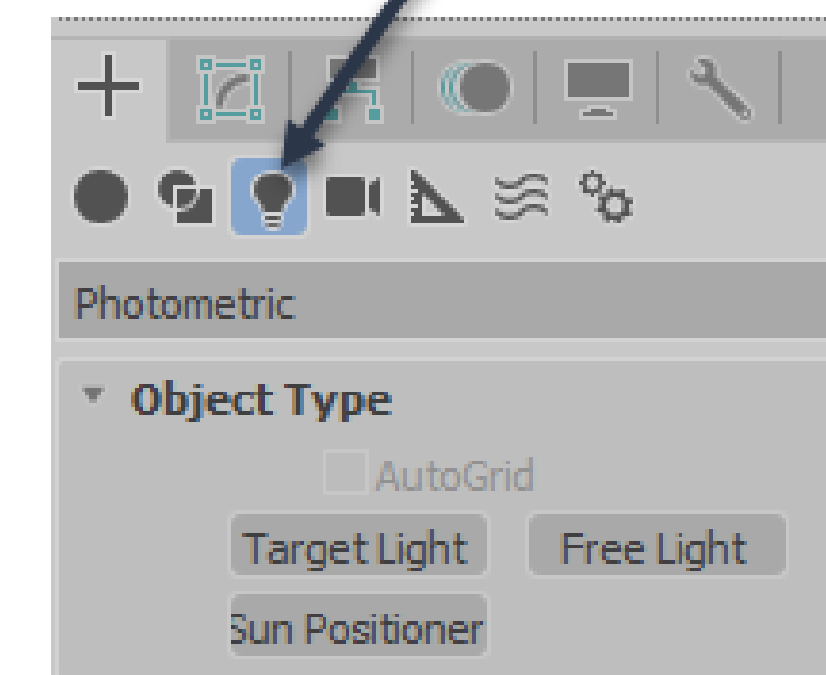 Photometric
Object Type
AutoGrid
Target Light Free Light
Sun Positioner